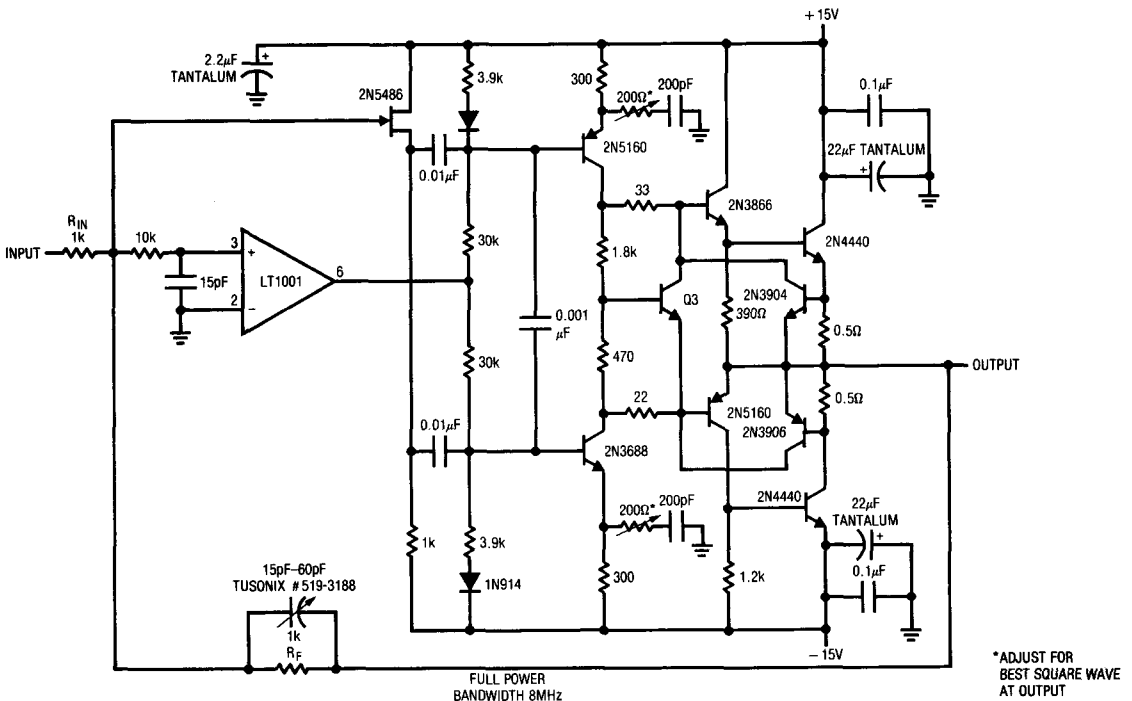 +15V
2.2μF
TANTALUM
+
3.9k
300
200Ω*
200pF
0.1μF
2N5486
2N5160
22μF TANTALUM
+
0.01μF
33
2N3866
RIN
1k
10k
30k
1.8k
2N4440
INPUT
3
+
LT1001
6
15pF
2
−
Q3
2N3904
390Ω
0.5Ω
0.001
μF
30k
470
OUTPUT
22
0.5Ω
2N5160
0.01μF
2N3906
2N3688
2N4440
200Ω*
200pF
22μF
TANTALUM
+
1k
3.9k
0.1μF
15pF–60pF
TUSONIX #519-3188
1N914
300
1.2k
1k
RF
−15V
FULL POWER
BANDWIDTH 8MHz
*ADJUST FOR
BEST SQUARE WAVE
AT OUTPUT